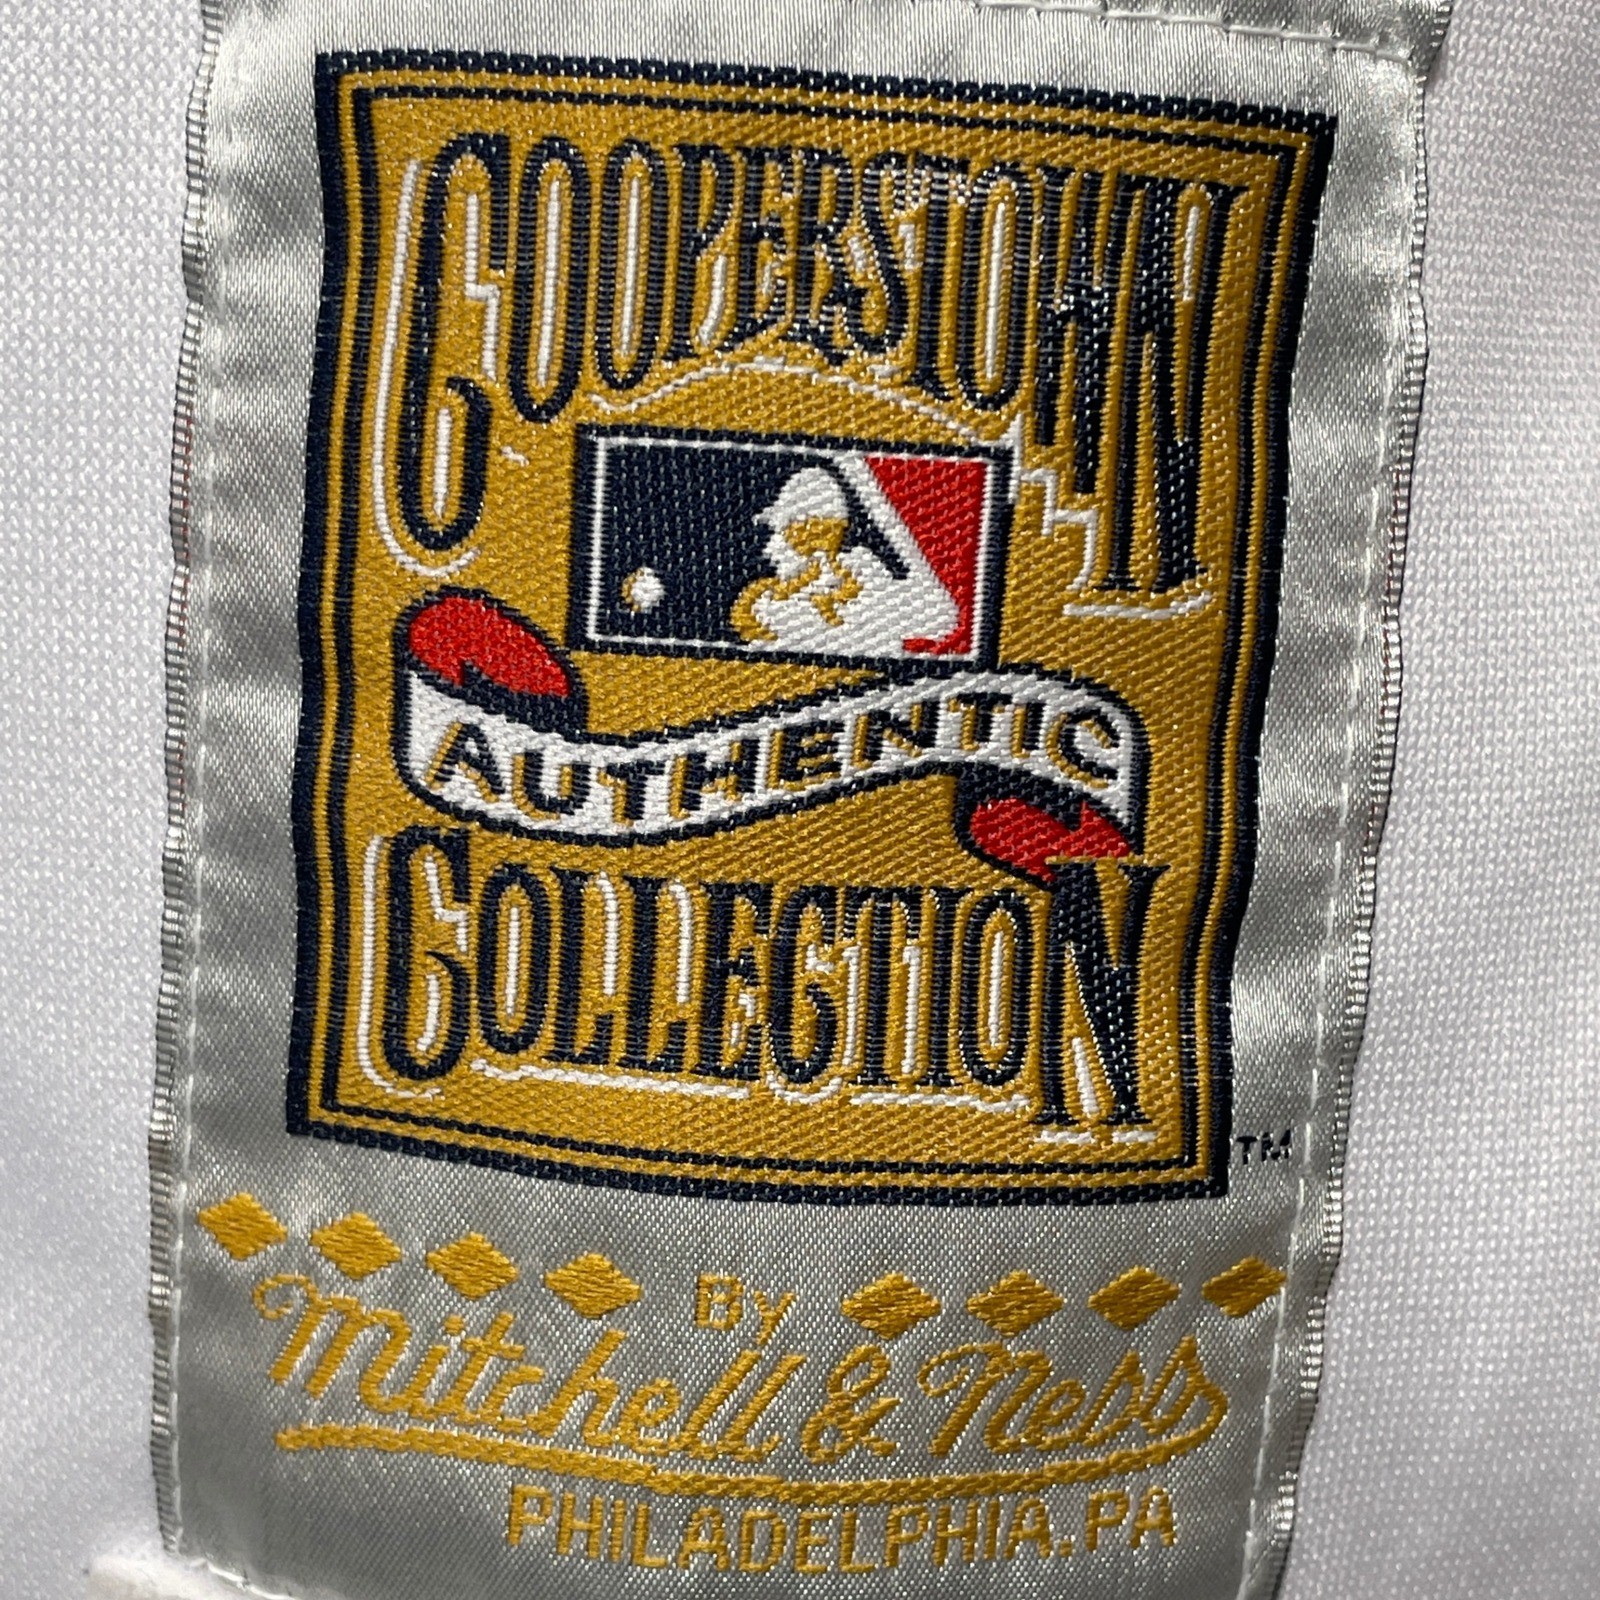 COOPERSTOWN
AUTHENTIC
COLLECTION
TM
By
Mitchell & Ness
PHILADELPHIA.PA